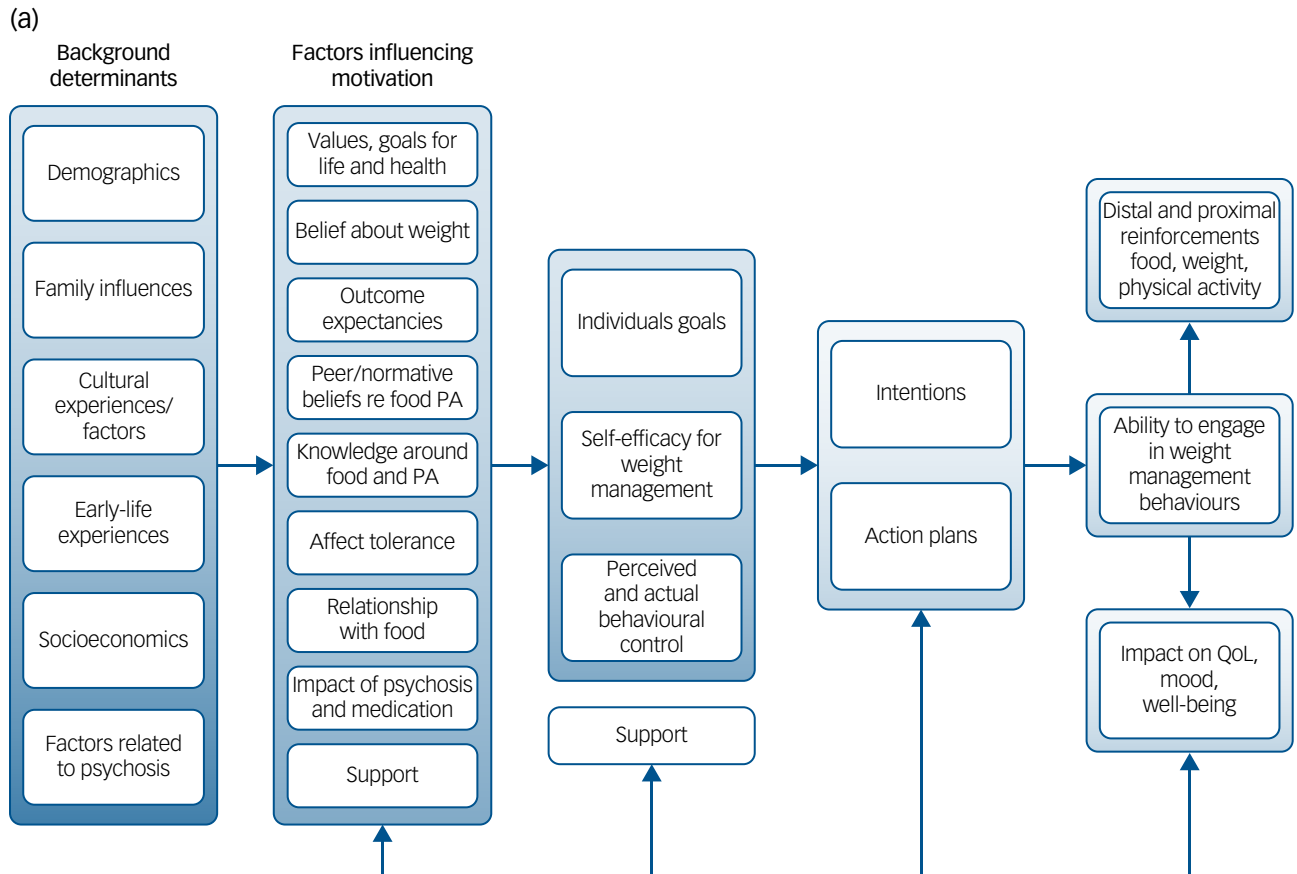 (a)
Background
determinants
Demographics
Family influences
Cultural
experiences/
factors
Early-life
experiences
Socioeconomics
Factors related
to psychosis
Factors influencing
motivation
Values, goals for
life and health
Belief about weight
Outcome
expectancies
Peer/normative
beliefs re food PA
Knowledge around
food and PA
Affect tolerance
Relationship
with food
Impact of psychosis
and medication
Support
Individuals goals
Self-efficacy for
weight
management
Perceived
and actual
behavioural
control
Support
Intentions
Action plans
Distal and proximal
reinforcements
food, weight,
physical activity
Ability to engage
in weight
management
behaviours
Impact on QoL,
mood,
well-being